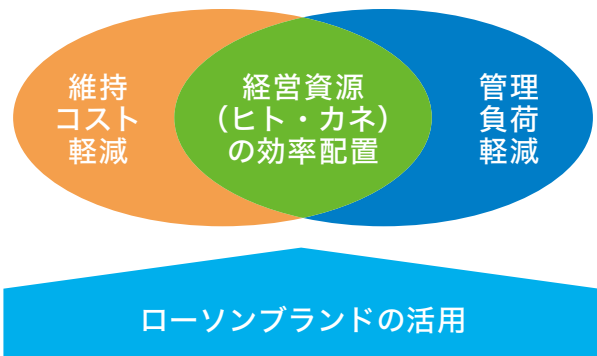 維持
コスト
軽減
経営資源
（ヒト・カネ）
の効率配置
管理
負荷
軽減
ローソンブランドの活用